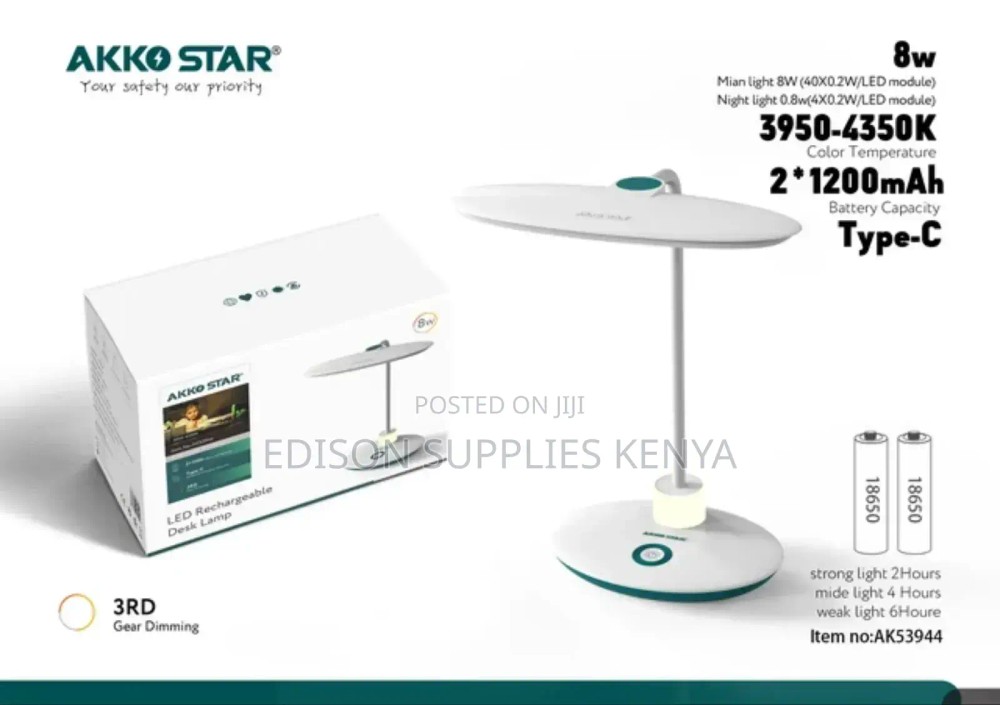 AKKO STAR®
Your safety our priority
8w
Mian light 8W (40X0.2W/LED module)
Night light 0.8w(4X0.2W/LED module)
3950-4350K
Color Temperature
2*1200mAh
Battery Capacity
Type-C
8w
AKKO STAR
Type-C
LED Rechargeable
Desk Lamp
POSTED ON JIJI
EDISON SUPPLIES KENYA
AKKO STAR
18650
18650
strong light 2Hours
mide light 4 Hours
weak light 6Houre
Item no:AK53944
3RD
Gear Dimming